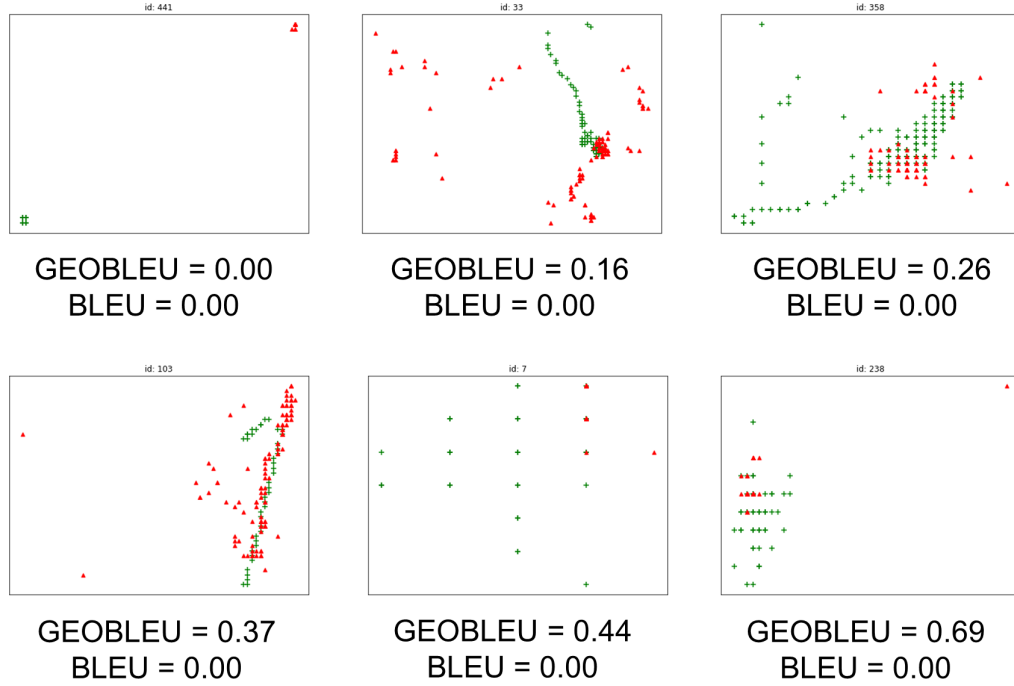 id: 441
id: 33
id: 358
GEOBLEU = 0.00
BLEU = 0.00
GEOBLEU = 0.16
BLEU = 0.00
GEOBLEU = 0.26
BLEU = 0.00
id: 103
id: 7
id: 238
GEOBLEU = 0.37
BLEU = 0.00
GEOBLEU = 0.44
BLEU = 0.00
GEOBLEU = 0.69
BLEU = 0.00